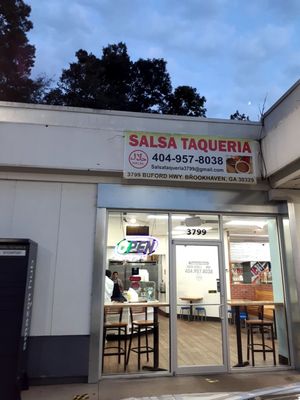 SALSA TAQUERIA
404-957-8038
Salsataqueria3799@gmail.com
3799 BUFORD HWY. BROOKHAVEN, GA 30329
3799
OPEN
404.957.8038